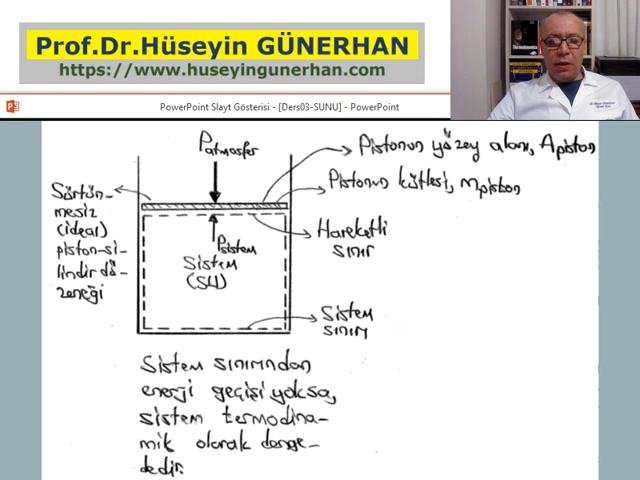 Prof.Dr.Hüseyin GÜNERHAN
https://www.huseyingunerhan.com
PowerPoint Slayt Gösterisi - [Ders03-SUNU] - PowerPoint
Patmosfer
Pistonun yüzey alanı, Apiston
Pistonun kütlesi, mpiston
Sürtün-
mesiz
(ideal)
piston-si-
lindir dü-
zeneği
Psistem
Sistem
(SU)
Hareketli
sınır
Sistem
sınırı
Sistem sınırından
enerji geçişi yoksa,
sistem termodina-
mik olarak denge-
dedir.